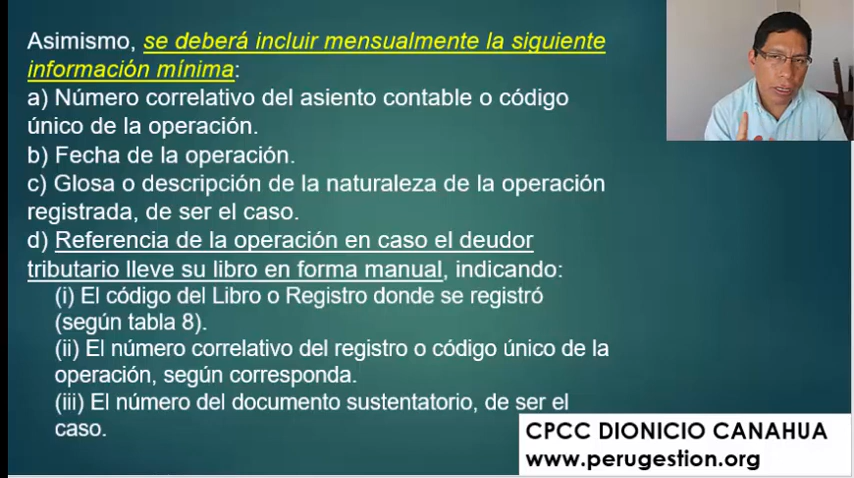 Asimismo, se deberá incluir mensualmente la siguiente
información mínima:
a) Número correlativo del asiento contable o código
único de la operación.
b) Fecha de la operación.
c) Glosa o descripción de la naturaleza de la operación
registrada, de ser el caso.
d) Referencia de la operación en caso el deudor
tributario lleve su libro en forma manual, indicando:
(i) El código del Libro o Registro donde se registró
(según tabla 8).
(ii) El número correlativo del registro o código único de la
operación, según corresponda.
(iii) El número del documento sustentatorio, de ser el
caso.
CPCC DIONICIO CANAHUA
www.perugestion.org